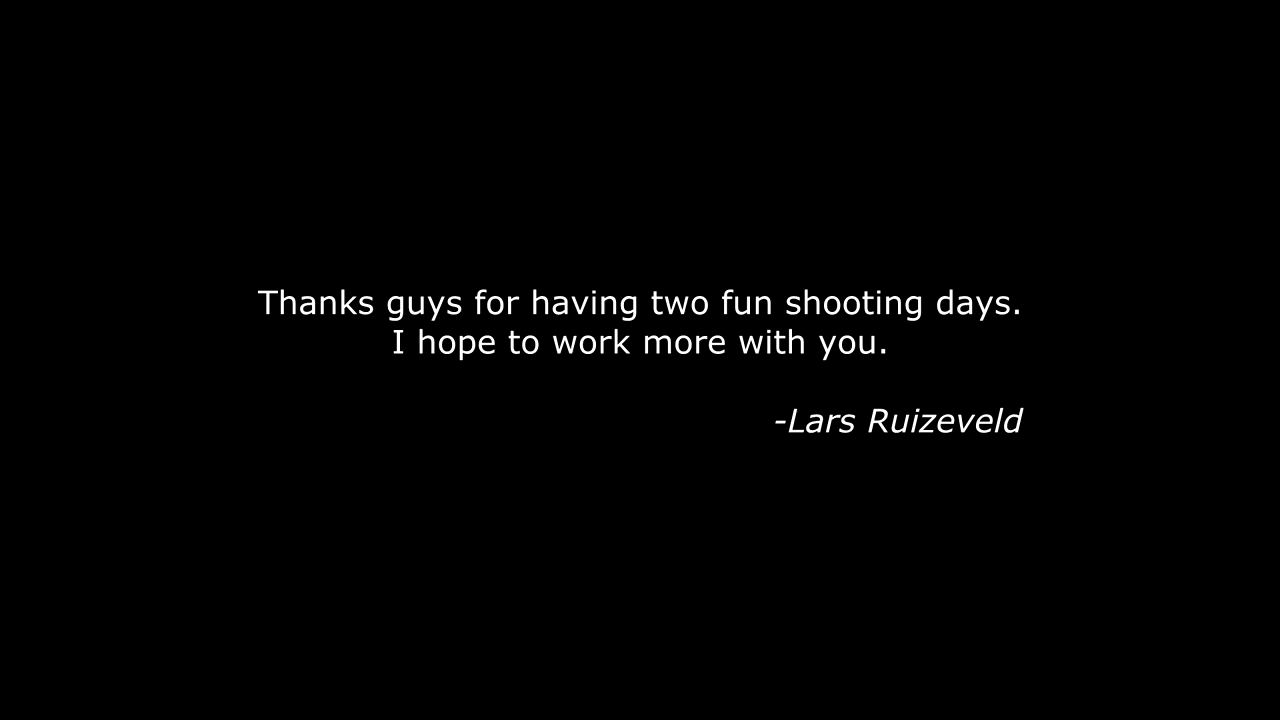 Thanks guys for having two fun shooting days.
I hope to work more with you.
-Lars Ruizeveld